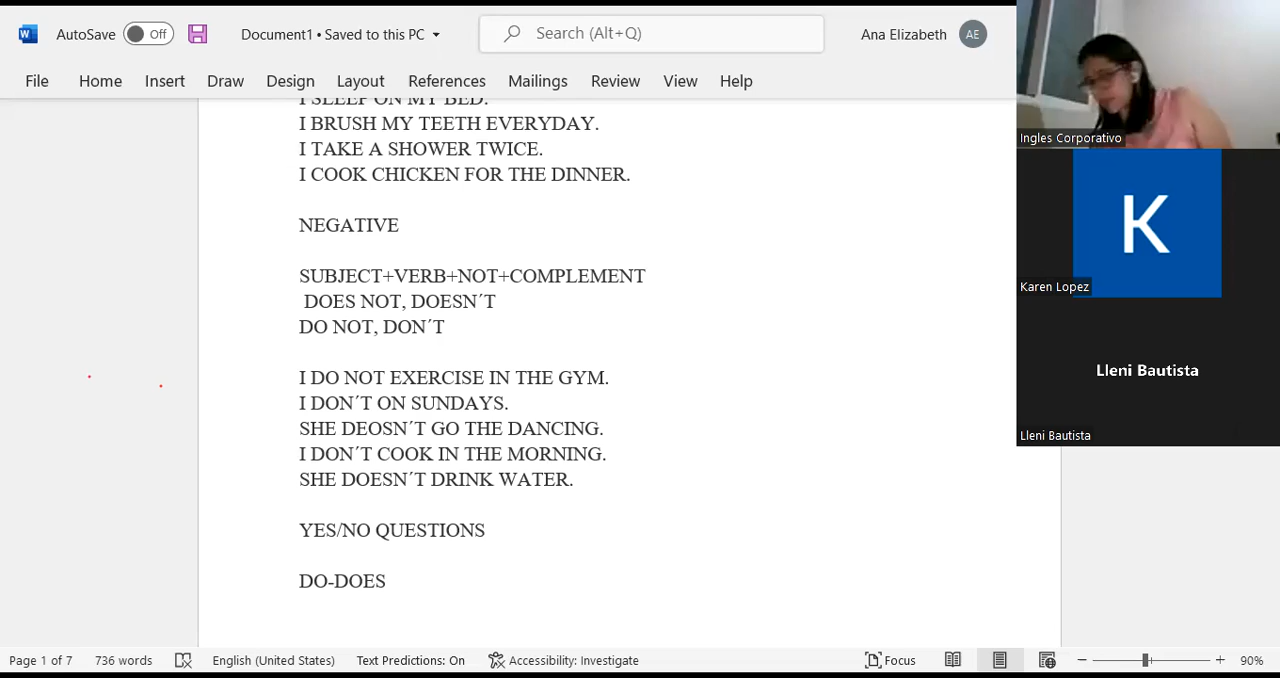 AutoSave Off Document1 • Saved to this PC Search (Alt+Q) Ana Elizabeth AE
File Home Insert Draw Design Layout References Mailings Review View Help
I SLEEP ON MY BED.
I BRUSH MY TEETH EVERYDAY.
I TAKE A SHOWER TWICE.
I COOK CHICKEN FOR THE DINNER.
NEGATIVE
SUBJECT+VERB+NOT+COMPLEMENT
DOES NOT, DOESN´T
DO NOT, DON´T
I DO NOT EXERCISE IN THE GYM.
I DON´T ON SUNDAYS.
SHE DEOSN´T GO THE DANCING.
I DON´T COOK IN THE MORNING.
SHE DOESN´T DRINK WATER.
YES/NO QUESTIONS
DO-DOES
Ingles Corporativo
K
Karen Lopez
Lleni Bautista
Lleni Bautista
Page 1 of 7 736 words English (United States) Text Predictions: On Accessibility: Investigate Focus 90%